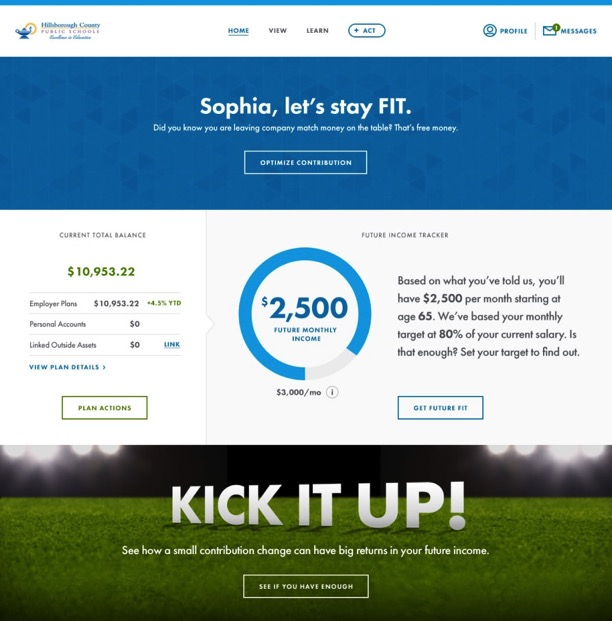 Hillsborough County
PUBLIC SCHOOLS
Excellence in Education
HOME
VIEW
LEARN
+ ACT
PROFILE
1
MESSAGES
Sophia, let's stay FIT.
Did you know you are leaving company match money on the table? That's free money.
OPTIMIZE CONTRIBUTION
CURRENT TOTAL BALANCE
$10,953.22
Employer Plans $10,953.22 +4.5% YTD
Personal Accounts $0
Linked Outside Assets $0 LINK
VIEW PLAN DETAILS >
PLAN ACTIONS
FUTURE INCOME TRACKER
$2,500
FUTURE MONTHLY
INCOME
$3,000/mo i
Based on what you've told us, you'll
have $2,500 per month starting at
age 65. We've based your monthly
target at 80% of your current salary. Is
that enough? Set your target to find out.
GET FUTURE FIT
KICK IT UP!
See how a small contribution change can have big returns in your future income.
SEE IF YOU HAVE ENOUGH